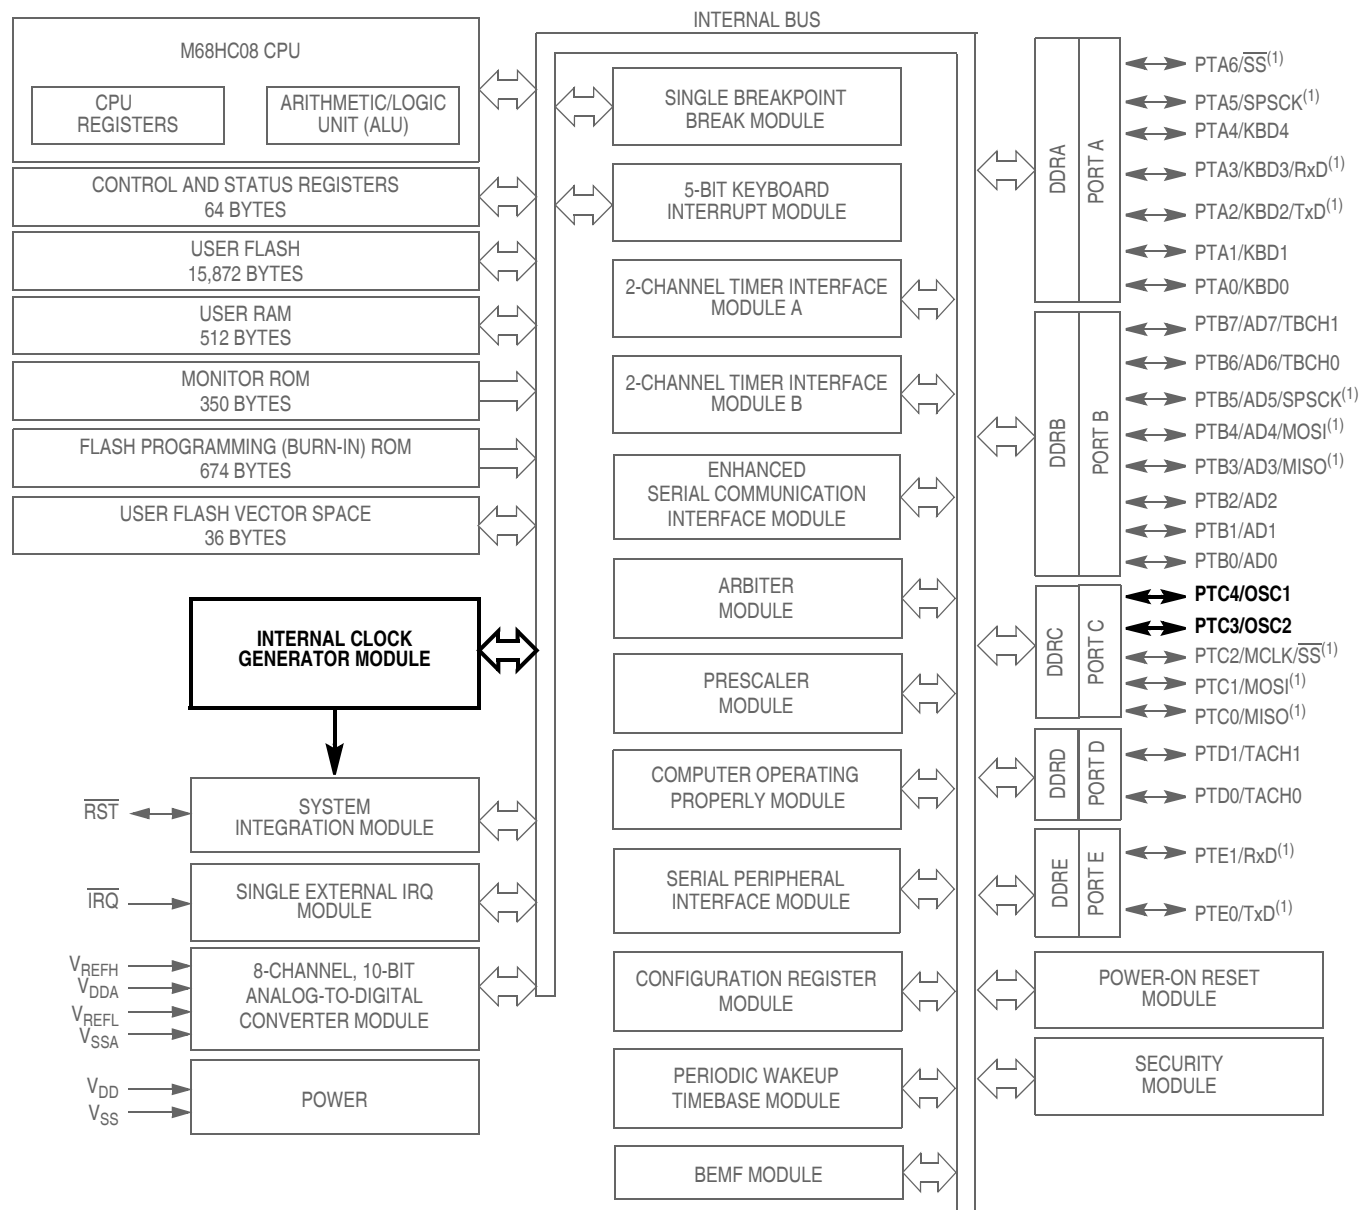 INTERNAL BUS
M68HC08 CPU
CPU
REGISTERS
ARITHMETIC/LOGIC
UNIT (ALU)
CONTROL AND STATUS REGISTERS
64 BYTES
USER FLASH
15,872 BYTES
USER RAM
512 BYTES
MONITOR ROM
350 BYTES
FLASH PROGRAMMING (BURN-IN) ROM
674 BYTES
USER FLASH VECTOR SPACE
36 BYTES
INTERNAL CLOCK
GENERATOR MODULE
RST
SYSTEM
INTEGRATION MODULE
IRQ
SINGLE EXTERNAL IRQ
MODULE
VREFH
VDDA
VREFL
VSSA
8-CHANNEL, 10-BIT
ANALOG-TO-DIGITAL
CONVERTER MODULE
VDD
VSS
POWER
SINGLE BREAKPOINT
BREAK MODULE
5-BIT KEYBOARD
INTERRUPT MODULE
2-CHANNEL TIMER INTERFACE
MODULE A
2-CHANNEL TIMER INTERFACE
MODULE B
ENHANCED
SERIAL COMMUNICATION
INTERFACE MODULE
ARBITER
MODULE
PRESCALER
MODULE
COMPUTER OPERATING
PROPERLY MODULE
SERIAL PERIPHERAL
INTERFACE MODULE
CONFIGURATION REGISTER
MODULE
PERIODIC WAKEUP
TIMEBASE MODULE
BEMF MODULE
DDRA
PORT A
PTA6/SS(1)
PTA5/SPSCK(1)
PTA4/KBD4
PTA3/KBD3/RxD(1)
PTA2/KBD2/TxD(1)
PTA1/KBD1
PTA0/KBD0
DDRB
PORT B
PTB7/AD7/TBCH1
PTB6/AD6/TBCH0
PTB5/AD5/SPSCK(1)
PTB4/AD4/MOSI(1)
PTB3/AD3/MISO(1)
PTB2/AD2
PTB1/AD1
PTB0/AD0
DDRC
PORT C
PTC4/OSC1
PTC3/OSC2
PTC2/MCLK/SS(1)
PTC1/MOSI(1)
PTC0/MISO(1)
DDRD
PORT D
PTD1/TACH1
PTD0/TACH0
DDRE
PORT E
PTE1/RxD(1)
PTE0/TxD(1)
POWER-ON RESET
MODULE
SECURITY
MODULE